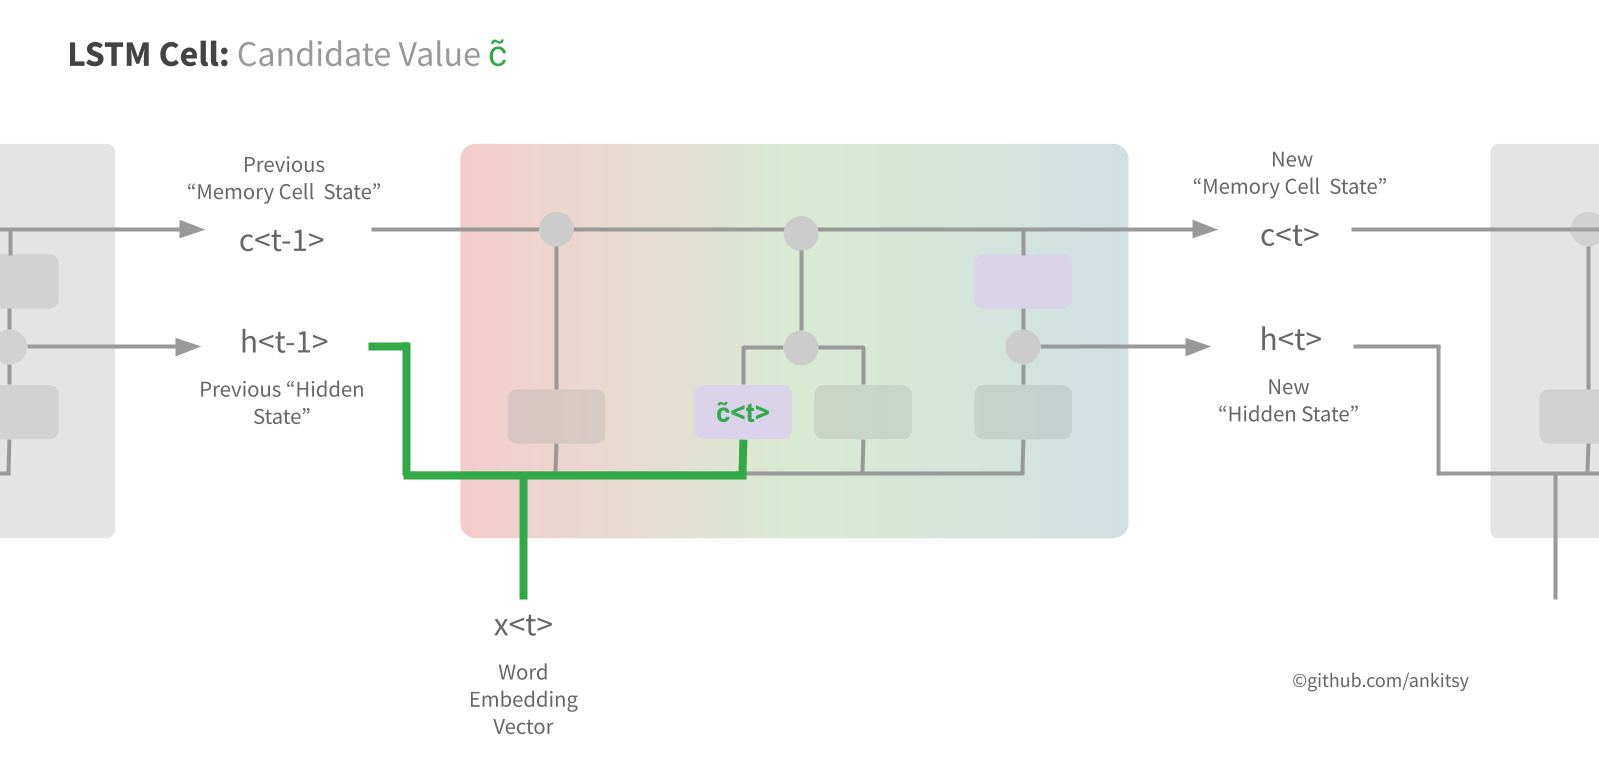 LSTM Cell: Candidate Value c̃
Previous
“Memory Cell State”
c<t-1>
h<t-1>
Previous “Hidden
State”
c̃<t>
x<t>
Word
Embedding
Vector
New
“Memory Cell State”
c<t>
h<t>
New
“Hidden State”
©github.com/ankitsy